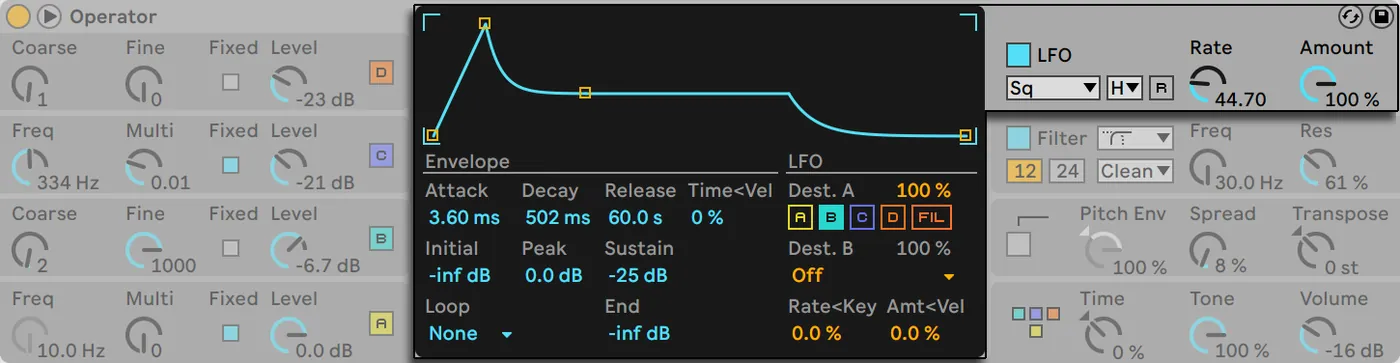 Operator
Coarse Fine Fixed Level
1 0 -23 dB D
Freq Multi Fixed Level
334 Hz 0.01 -21 dB C
Coarse Fine Fixed Level
2 1000 -6.7 dB B
Freq Multi Fixed Level
10.0 Hz 0 0.0 dB A
Envelope
Attack Decay Release Time<Vel
3.60 ms 502 ms 60.0 s 0 %
Initial Peak Sustain
-inf dB 0.0 dB -25 dB
Loop End
None -inf dB
LFO
Dest. A 100 %
A B C D FIL
Dest. B 100 %
Off
Rate<Key Amt<Vel
0.0 % 0.0 %
LFO Rate Amount
Sq H R 44.70 100 %
Filter Freq Res
12 24 Clean 30.0 Hz 61 %
Pitch Env Spread Transpose
100 % 8 % 0 st
Time Tone Volume
0 % 100 % -16 dB